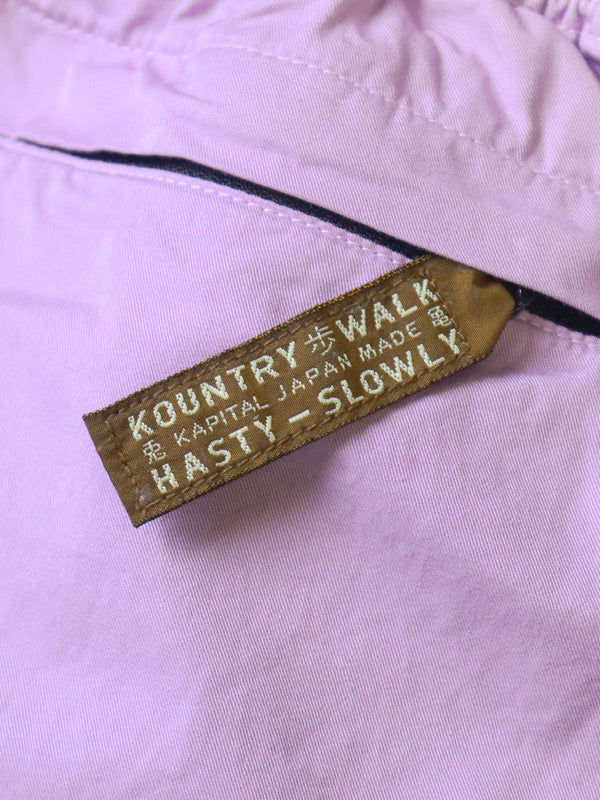 KOUNTRY 歩 WALK
兎 KAPITAL JAPAN MADE 亀
HASTY – SLOWLY